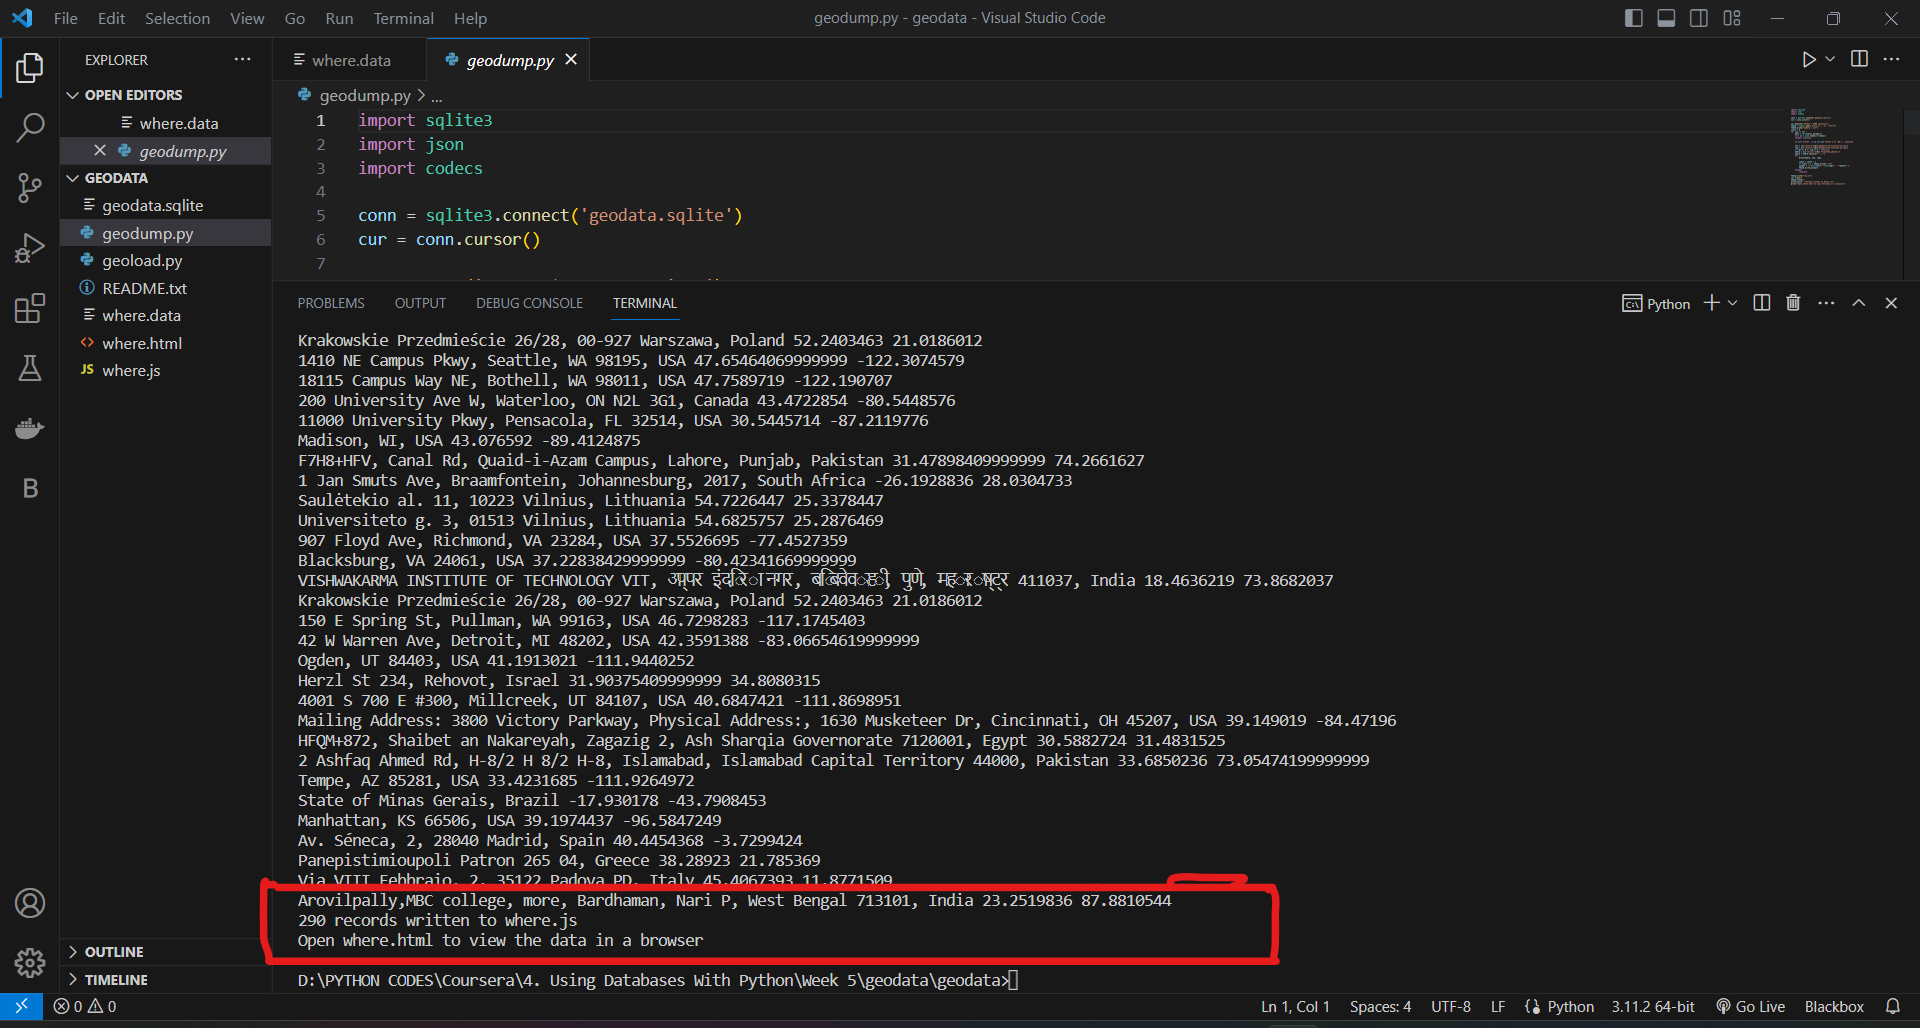 File Edit Selection View Go Run Terminal Help
geodump.py - geodata - Visual Studio Code
EXPLORER
OPEN EDITORS
where.data
geodump.py
GEODATA
geodata.sqlite
geodump.py
geoload.py
README.txt
where.data
where.html
JS where.js
OUTLINE
TIMELINE
where.data geodump.py
geodump.py > ...
1 import sqlite3
2 import json
3 import codecs
4
5 conn = sqlite3.connect('geodata.sqlite')
6 cur = conn.cursor()
7
PROBLEMS OUTPUT DEBUG CONSOLE TERMINAL
Python
Krakowskie Przedmieście 26/28, 00-927 Warszawa, Poland 52.2403463 21.0186012
1410 NE Campus Pkwy, Seattle, WA 98195, USA 47.65464069999999 -122.3074579
18115 Campus Way NE, Bothell, WA 98011, USA 47.7589719 -122.190707
200 University Ave W, Waterloo, ON N2L 3G1, Canada 43.4722854 -80.5448576
11000 University Pkwy, Pensacola, FL 32514, USA 30.5445714 -87.2119776
Madison, WI, USA 43.076592 -89.4124875
F7H8+HFV, Canal Rd, Quaid-i-Azam Campus, Lahore, Punjab, Pakistan 31.47898409999999 74.2661627
1 Jan Smuts Ave, Braamfontein, Johannesburg, 2017, South Africa -26.1928836 28.0304733
Saulėtekio al. 11, 10223 Vilnius, Lithuania 54.7226447 25.3378447
Universiteto g. 3, 01513 Vilnius, Lithuania 54.6825757 25.2876469
907 Floyd Ave, Richmond, VA 23284, USA 37.5526695 -77.4527359
Blacksburg, VA 24061, USA 37.22838429999999 -80.42341669999999
VISHWAKARMA INSTITUTE OF TECHNOLOGY VIT, अप्पर इंदिरा नगर, बिबवेवाडी, पुणे, महाराष्ट्र 411037, India 18.4636219 73.8682037
Krakowskie Przedmieście 26/28, 00-927 Warszawa, Poland 52.2403463 21.0186012
150 E Spring St, Pullman, WA 99163, USA 46.7298283 -117.1745403
42 W Warren Ave, Detroit, MI 48202, USA 42.3591388 -83.06654619999999
Ogden, UT 84403, USA 41.1913021 -111.9440252
Herzl St 234, Rehovot, Israel 31.90375409999999 34.8080315
4001 S 700 E #300, Millcreek, UT 84107, USA 40.6847421 -111.8698951
Mailing Address: 3800 Victory Parkway, Physical Address:, 1630 Musketeer Dr, Cincinnati, OH 45207, USA 39.149019 -84.47196
HFQM+872, Shaibet an Nakareyah, Zagazig 2, Ash Sharqia Governorate 7120001, Egypt 30.5882724 31.4831525
2 Ashfaq Ahmed Rd, H-8/2 H 8/2 H-8, Islamabad, Islamabad Capital Territory 44000, Pakistan 33.6850236 73.05474199999999
Tempe, AZ 85281, USA 33.4231685 -111.9264972
State of Minas Gerais, Brazil -17.930178 -43.7908453
Manhattan, KS 66506, USA 39.1974437 -96.5847249
Av. Séneca, 2, 28040 Madrid, Spain 40.4454368 -3.7299424
Panepistimioupoli Patron 265 04, Greece 38.28923 21.785369
Via VIII Febbraio, 2, 35122 Padova PD, Italy 45.4067393 11.8771509
Arovilpally,MBC college, more, Bardhaman, Nari P, West Bengal 713101, India 23.2519836 87.8810544
290 records written to where.js
Open where.html to view the data in a browser
D:\PYTHON CODES\Coursera\4. Using Databases With Python\Week 5\geodata\geodata>
0 0 Ln 1, Col 1 Spaces: 4 UTF-8 LF Python 3.11.2 64-bit Go Live Blackbox